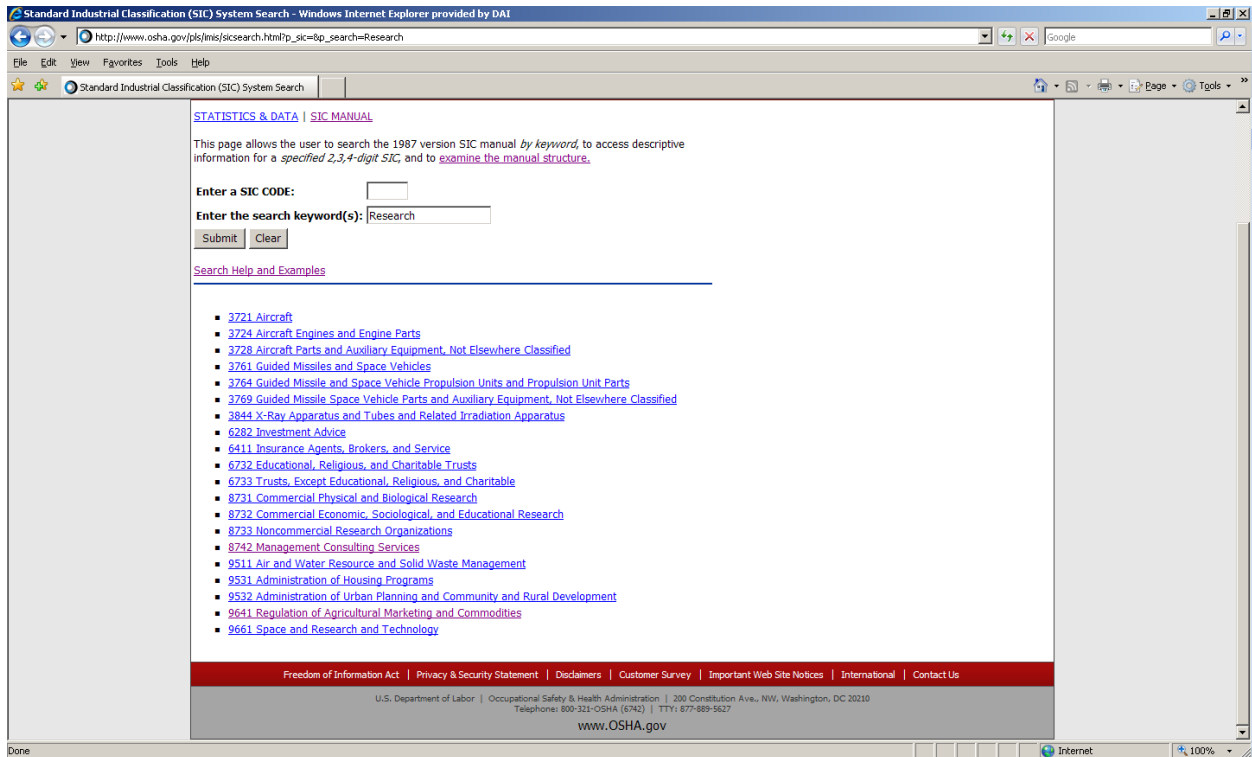 Standard Industrial Classification (SIC) System Search - Windows Internet Explorer provided by DAI
http://www.osha.gov/pls/imis/sicsearch.html?p_sic=&p_search=Research
Google
File Edit View Favorites Tools Help
Standard Industrial Classification (SIC) System Search
Page Tools
STATISTICS & DATA | SIC MANUAL
This page allows the user to search the 1987 version SIC manual by keyword, to access descriptive
information for a specified 2,3,4-digit SIC, and to examine the manual structure.
Enter a SIC CODE:
Enter the search keyword(s): Research
Submit Clear
Search Help and Examples
3721 Aircraft
3724 Aircraft Engines and Engine Parts
3728 Aircraft Parts and Auxiliary Equipment, Not Elsewhere Classified
3761 Guided Missiles and Space Vehicles
3764 Guided Missile and Space Vehicle Propulsion Units and Propulsion Unit Parts
3769 Guided Missile Space Vehicle Parts and Auxiliary Equipment, Not Elsewhere Classified
3844 X-Ray Apparatus and Tubes and Related Irradiation Apparatus
6282 Investment Advice
6411 Insurance Agents, Brokers, and Service
6732 Educational, Religious, and Charitable Trusts
6733 Trusts, Except Educational, Religious, and Charitable
8731 Commercial Physical and Biological Research
8732 Commercial Economic, Sociological, and Educational Research
8733 Noncommercial Research Organizations
8742 Management Consulting Services
9511 Air and Water Resource and Solid Waste Management
9531 Administration of Housing Programs
9532 Administration of Urban Planning and Community and Rural Development
9641 Regulation of Agricultural Marketing and Commodities
9661 Space and Research and Technology
Freedom of Information Act | Privacy & Security Statement | Disclaimers | Customer Survey | Important Web Site Notices | International | Contact Us
U.S. Department of Labor | Occupational Safety & Health Administration | 200 Constitution Ave., NW, Washington, DC 20210
Telephone: 800-321-OSHA (6742) | TTY: 877-889-5627
www.OSHA.gov
Done Internet 100%